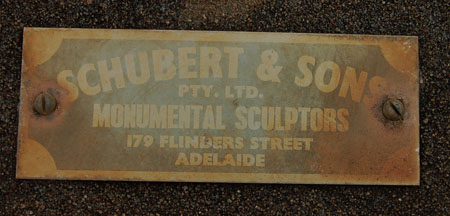 SCHUBERT & SONS
PTY. LTD.
MONUMENTAL SCULPTORS
179 FLINDERS STREET
ADELAIDE